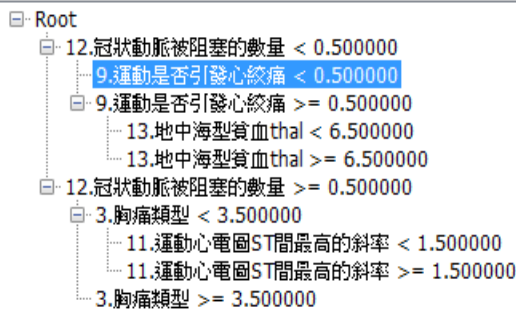 Root
12.冠狀動脈被阻塞的數量 < 0.500000
9.運動是否引發心絞痛 < 0.500000
9.運動是否引發心絞痛 >= 0.500000
13.地中海型貧血thal < 6.500000
13.地中海型貧血thal >= 6.500000
12.冠狀動脈被阻塞的數量 >= 0.500000
3.胸痛類型 < 3.500000
11.運動心電圖ST間最高的斜率 < 1.500000
11.運動心電圖ST間最高的斜率 >= 1.500000
3.胸痛類型 >= 3.500000